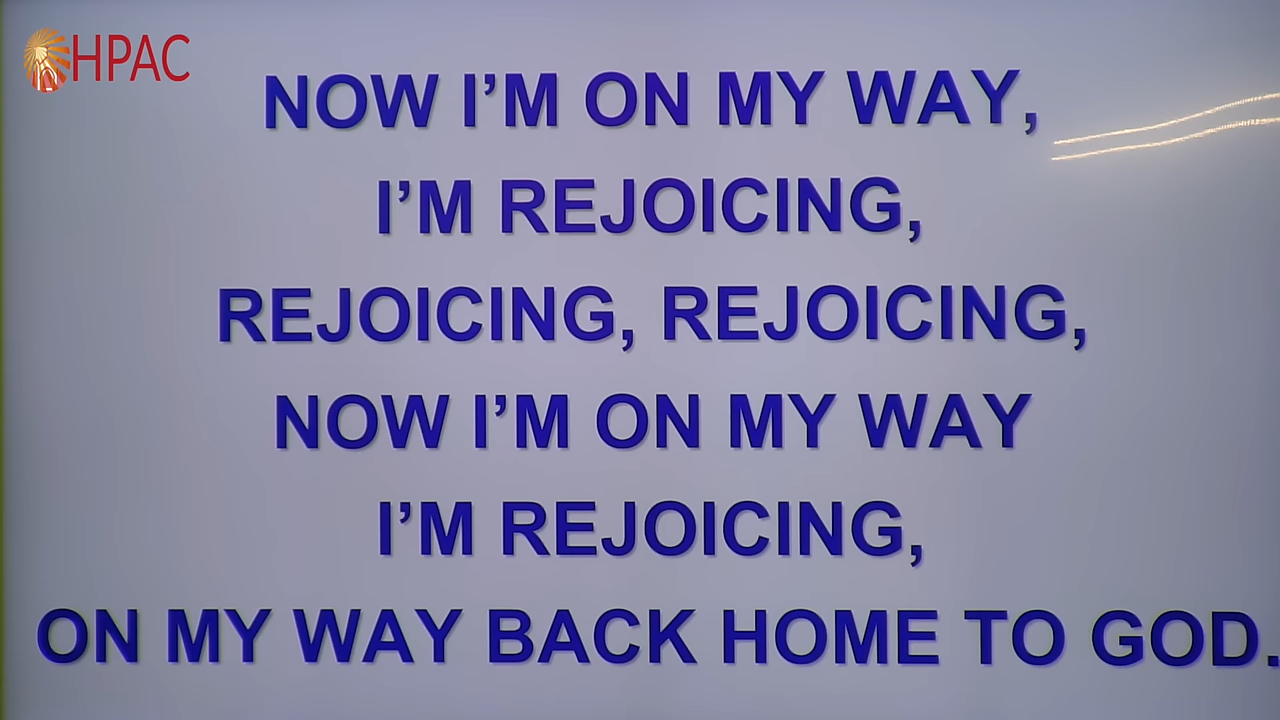 HPAC
NOW I’M ON MY WAY,
I’M REJOICING,
REJOICING, REJOICING,
NOW I’M ON MY WAY
I’M REJOICING,
ON MY WAY BACK HOME TO GOD.